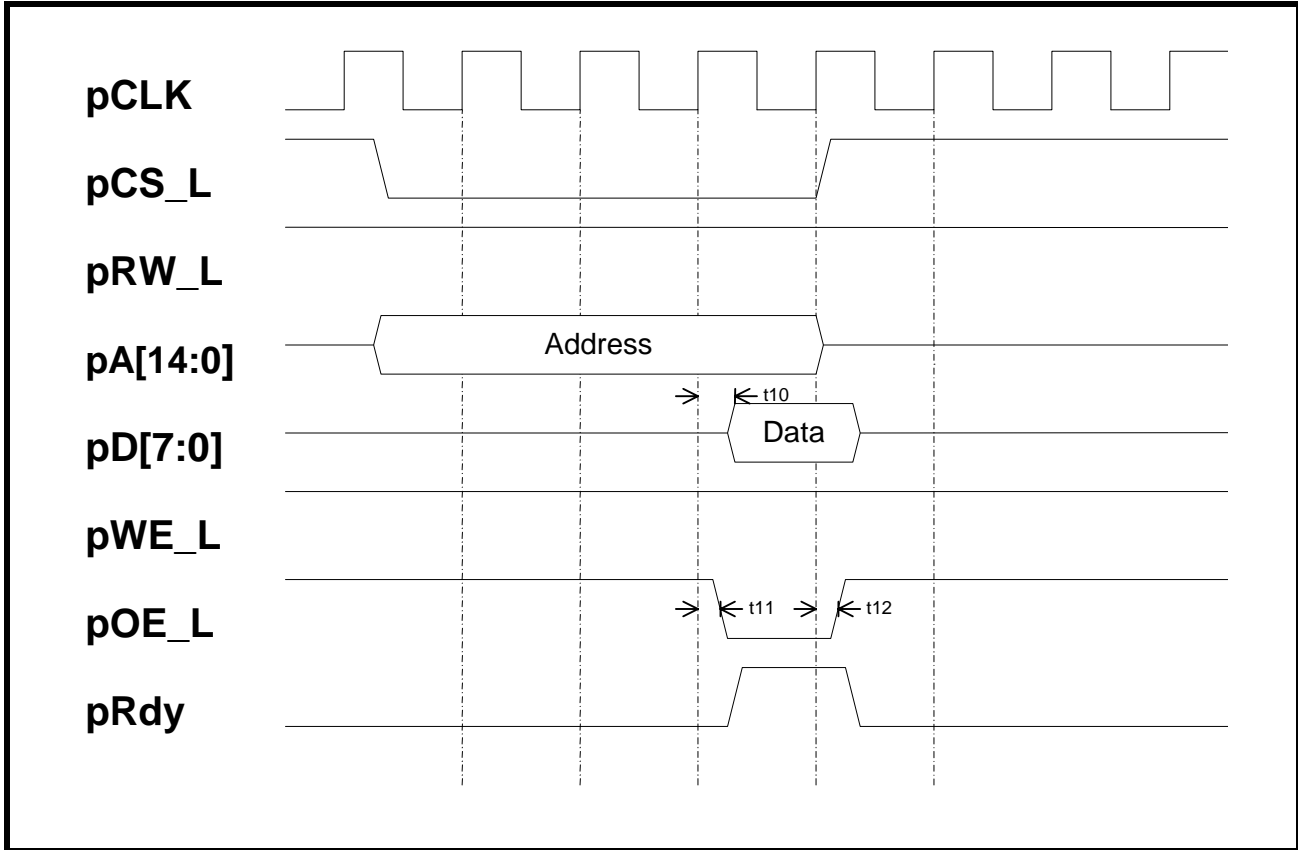 pCLK
pCS_L
pRW_L
pA[14:0]
Address
t10
pD[7:0]
Data
pWE_L
pOE_L
t11
t12
pRdy